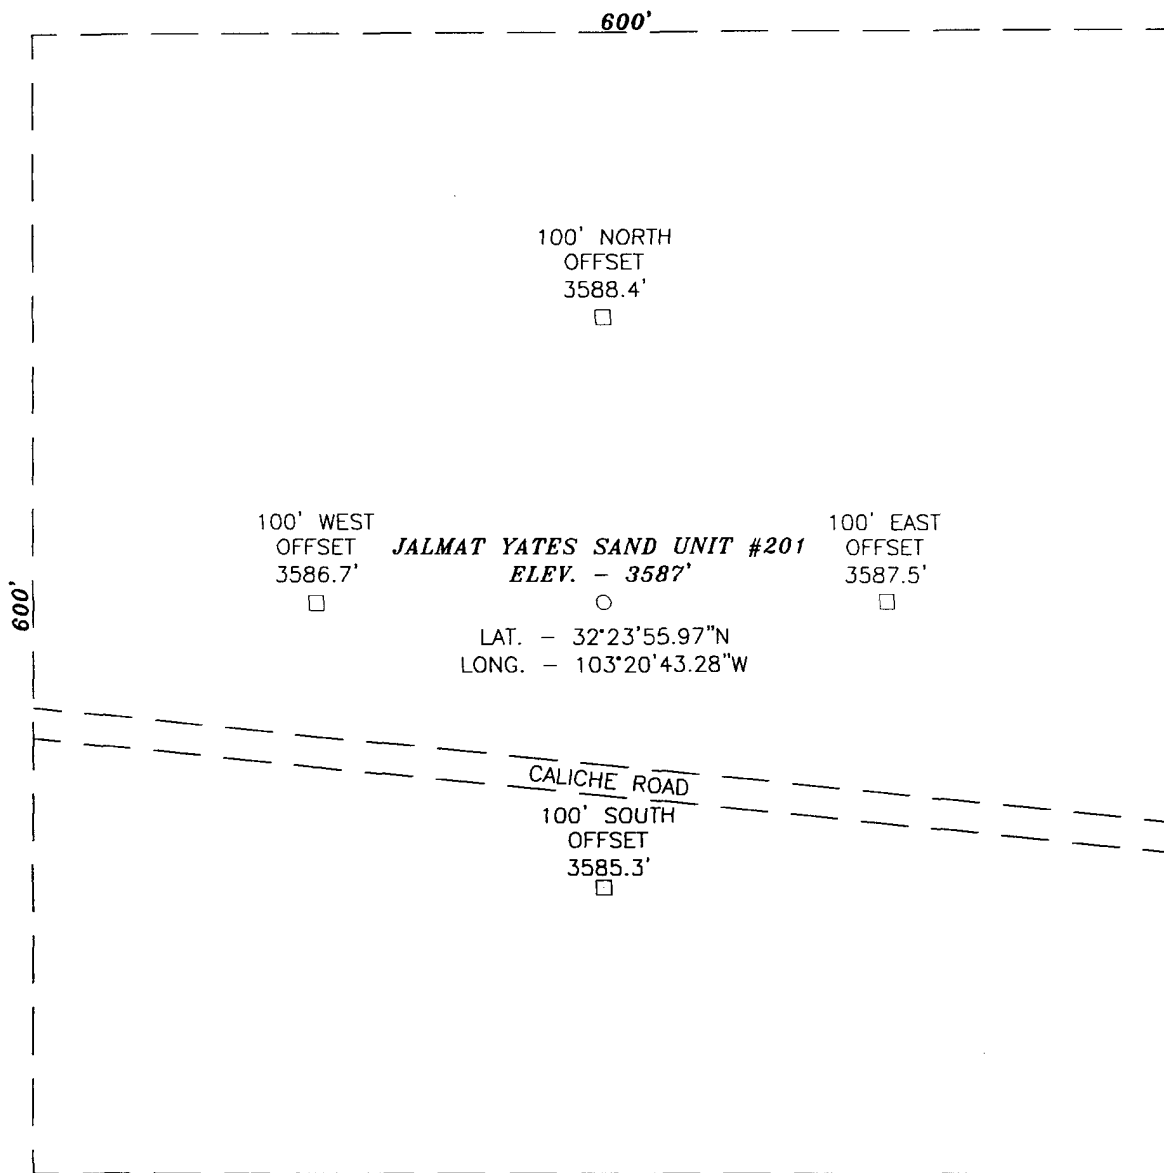 600'
100' NORTH
OFFSET
3588.4'
100' WEST
OFFSET
3586.7'
JALMAT YATES SAND UNIT #201
ELEV. - 3587'
LAT. - 32°23'55.97"N
LONG. - 103°20'43.28"W
100' EAST
OFFSET
3587.5'
600'
CALICHE ROAD
100' SOUTH
OFFSET
3585.3'